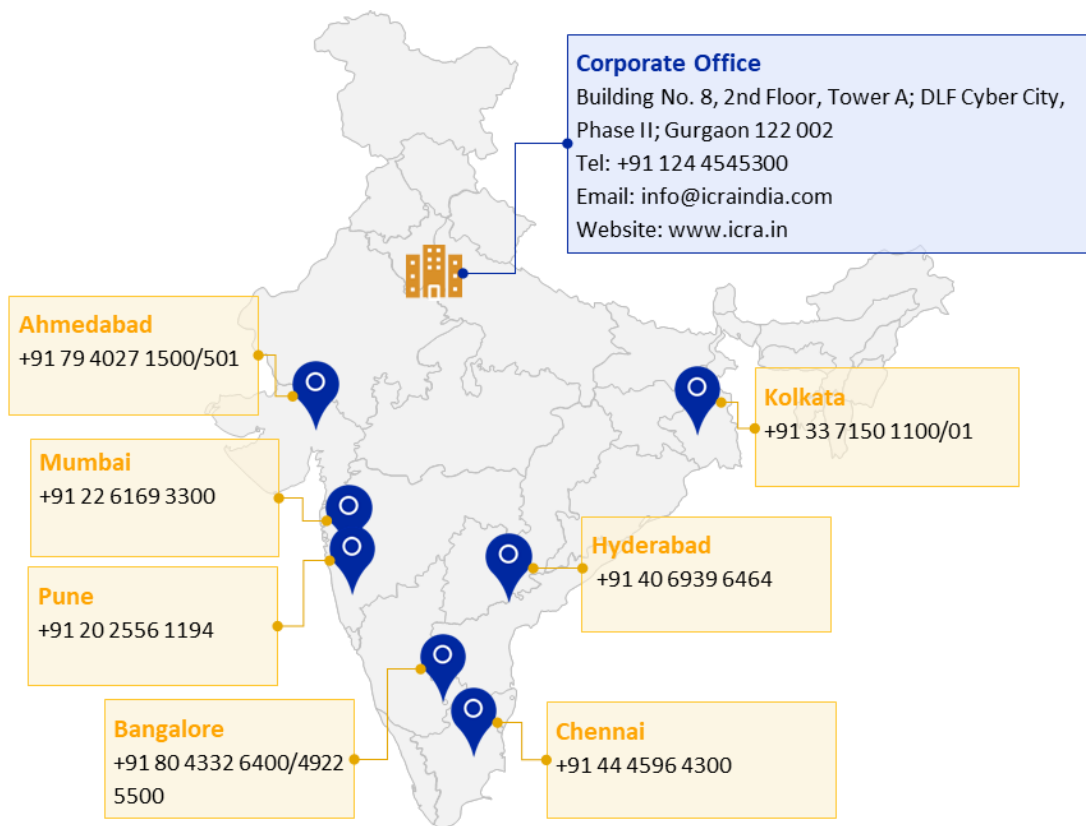 Corporate Office
Building No. 8, 2nd Floor, Tower A; DLF Cyber City,
Phase II; Gurgaon 122 002
Tel: +91 124 4545300
Email: info@icraindia.com
Website: www.icra.in
Ahmedabad
+91 79 4027 1500/501
Kolkata
+91 33 7150 1100/01
Mumbai
+91 22 6169 3300
Hyderabad
+91 40 6939 6464
Pune
+91 20 2556 1194
Bangalore
+91 80 4332 6400/4922
5500
Chennai
+91 44 4596 4300